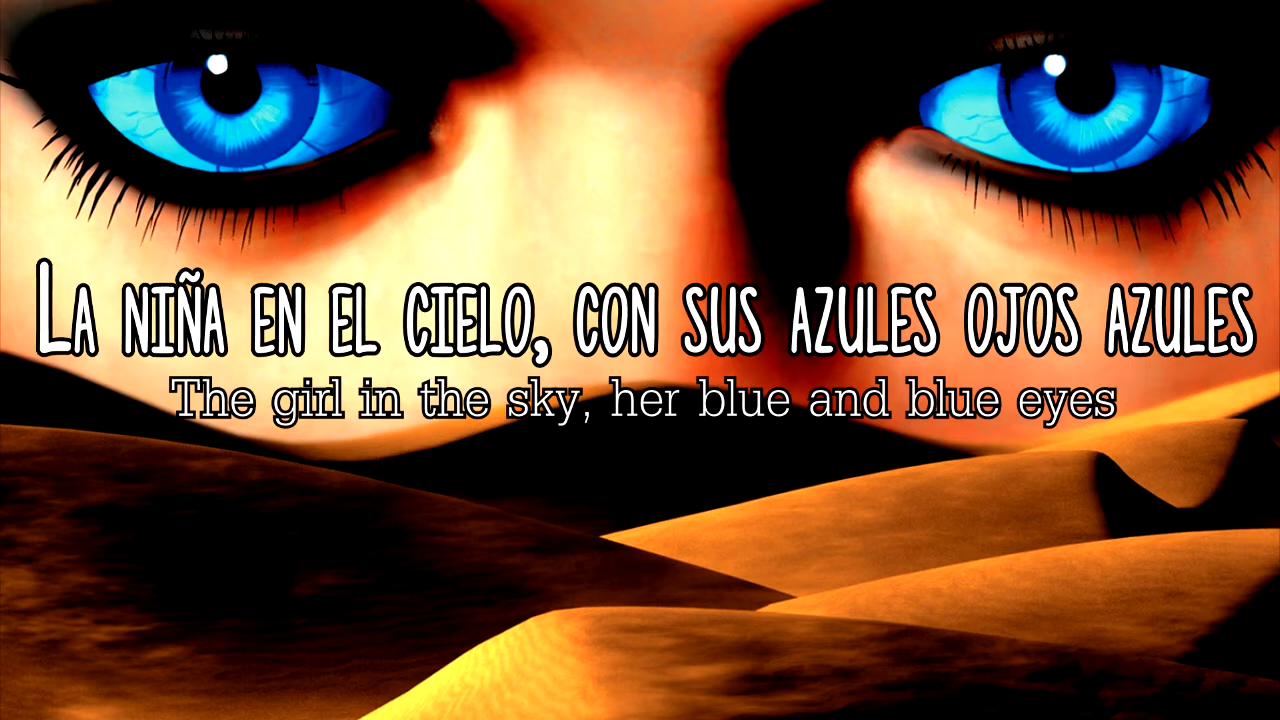 La niña en el cielo, con sus azules ojos azules
The girl in the sky, her blue and blue eyes